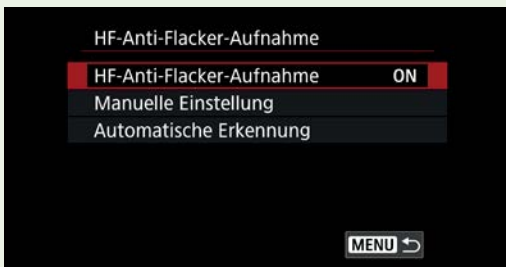 HF-Anti-Flacker-Aufnahme
HF-Anti-Flacker-Aufnahme ON
Manuelle Einstellung
Automatische Erkennung
MENU